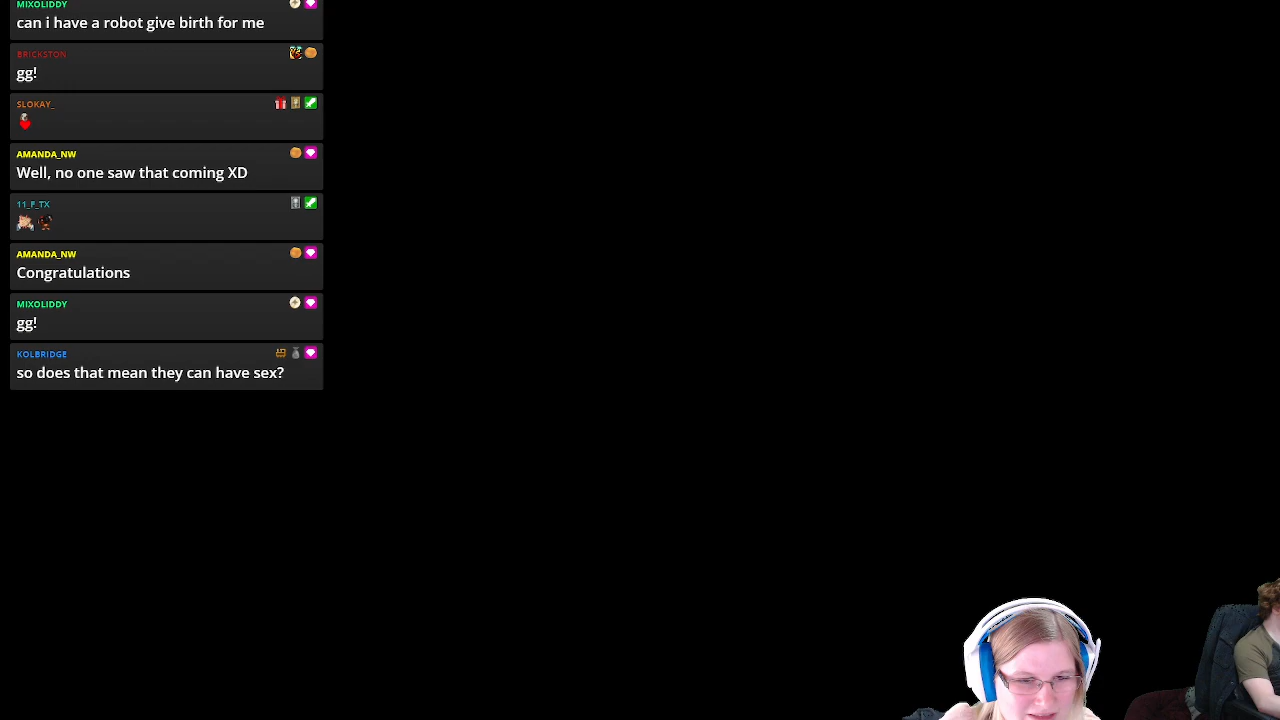 MIXOLIDDY
can i have a robot give birth for me
BRICKSTON
gg!
SLOKAY_
AMANDA_NW
Well, no one saw that coming XD
11_F_TX
AMANDA_NW
Congratulations
MIXOLIDDY
gg!
KOLBRIDGE
so does that mean they can have sex?